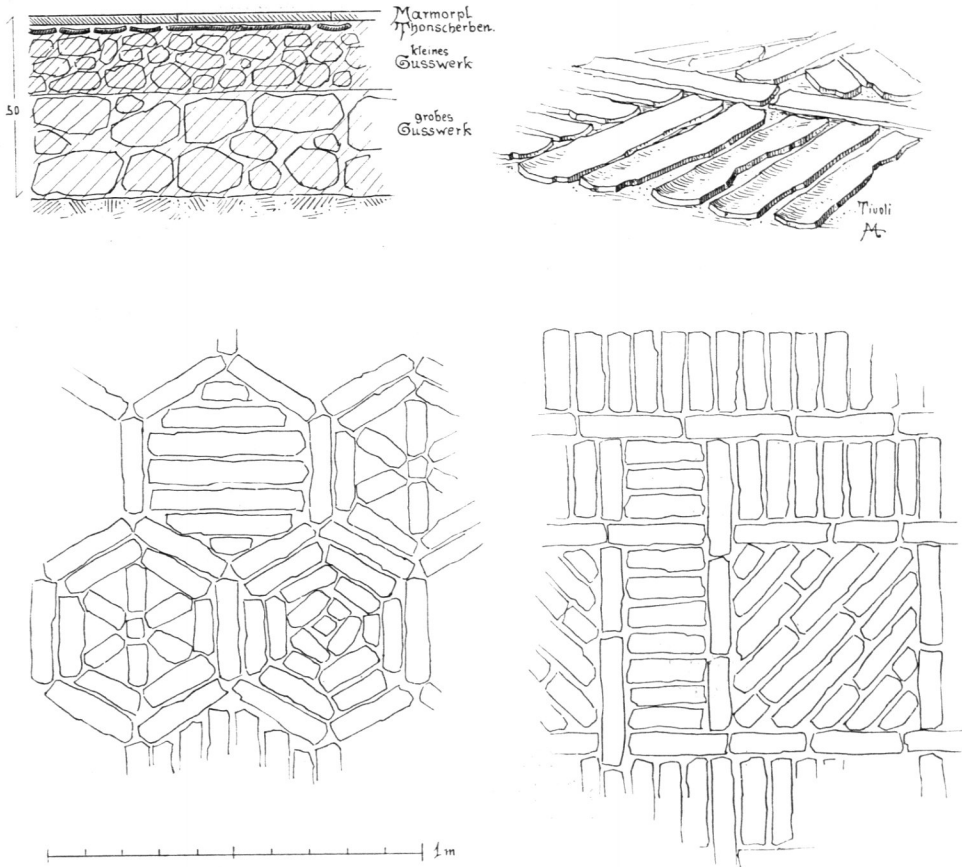 Marmorpl.
Thonscherben.
kleines
Gusswerk
50
grobes
Gusswerk
Tivoli
M
1 m